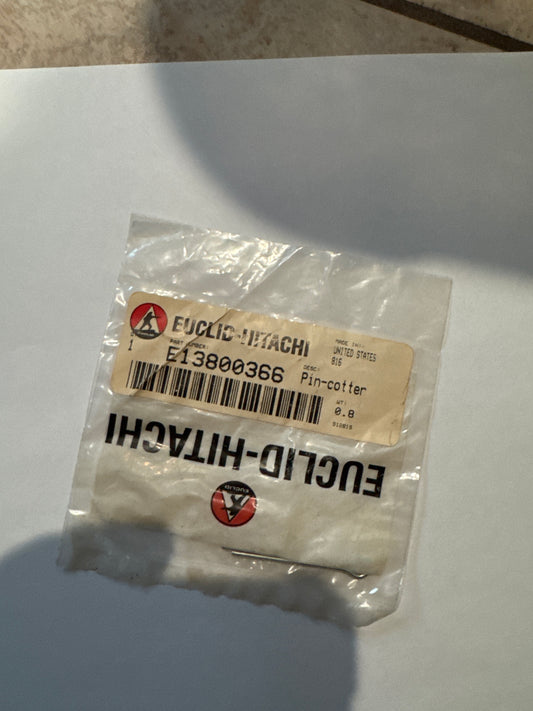 EUCLID-HITACHI
MADE IN:
UNITED STATES
816
1
PART NUMBER:
E13800366
DESC:
Pin-cotter
WT:
0.8
EUCLID-HITACHI
EUCLID